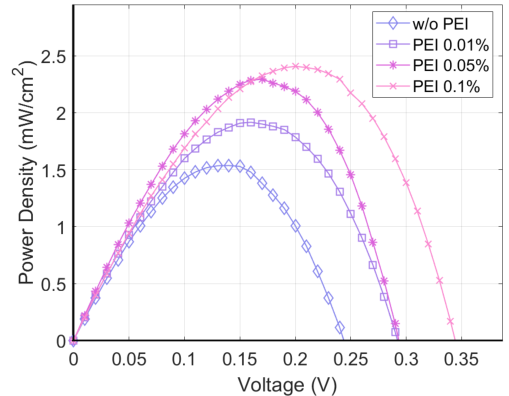 w/o PEI
PEI 0.01%
PEI 0.05%
PEI 0.1%
Power Density (mW/cm²)
2.5
2
1.5
1
0.5
0
0 0.05 0.1 0.15 0.2 0.25 0.3 0.35
Voltage (V)